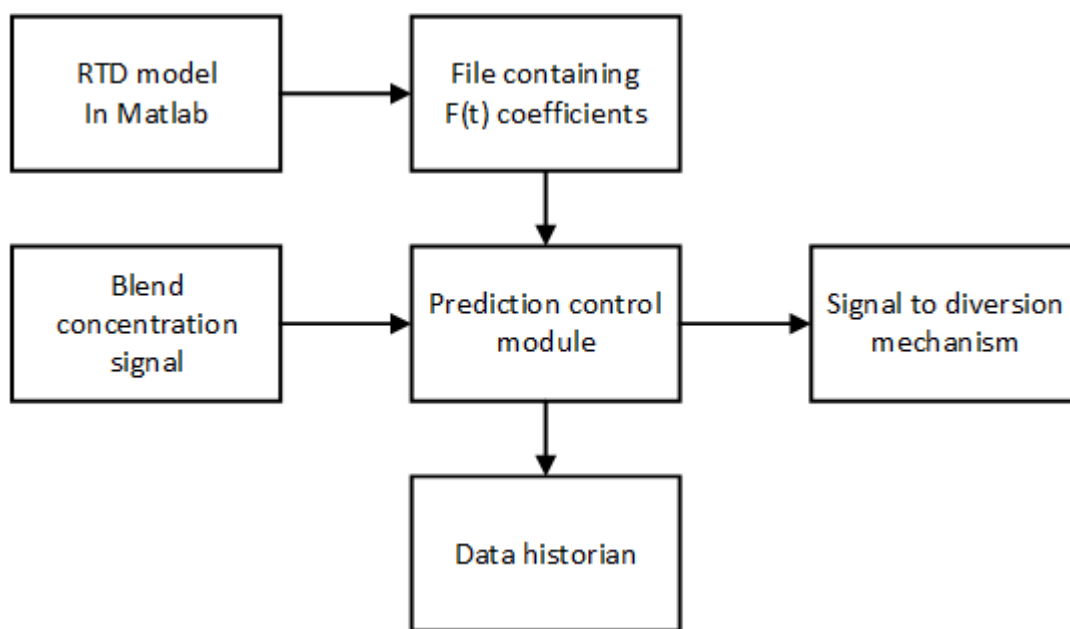 RTD model
In Matlab
File containing
F(t) coefficients
Blend
concentration
signal
Prediction control
module
Signal to diversion
mechanism
Data historian